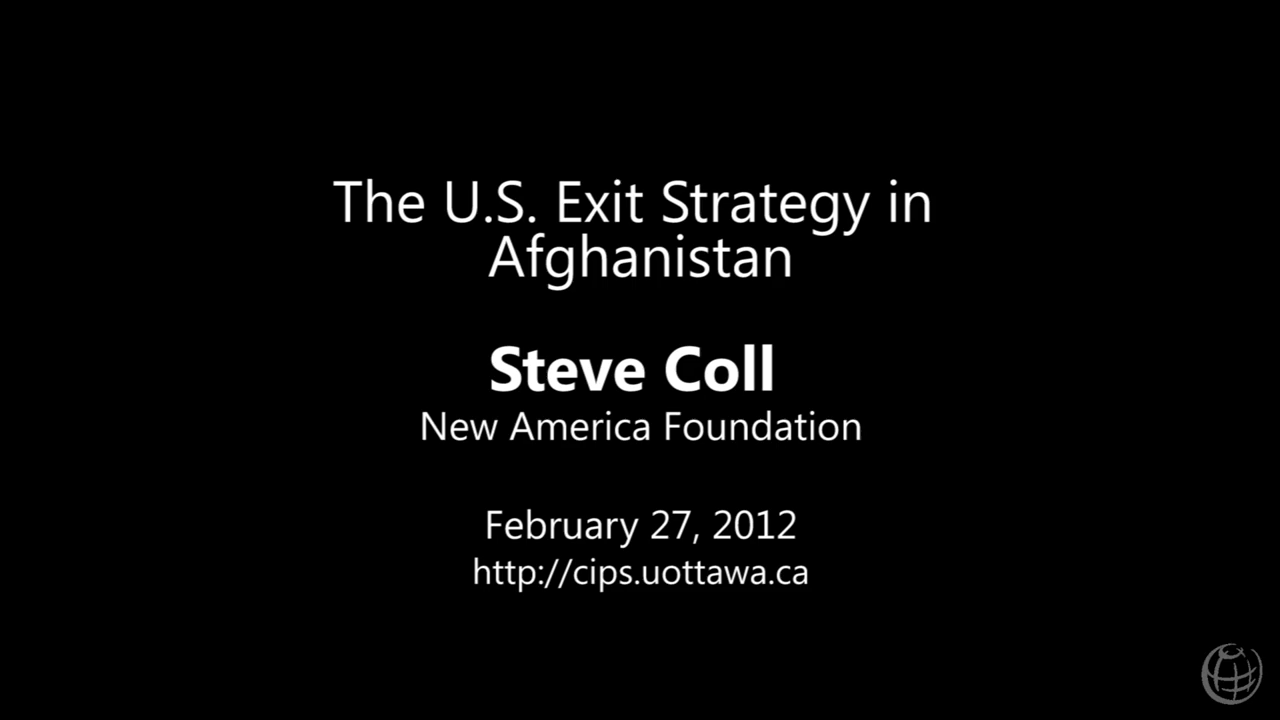 The U.S. Exit Strategy in
Afghanistan
Steve Coll
New America Foundation
February 27, 2012
http://cips.uottawa.ca